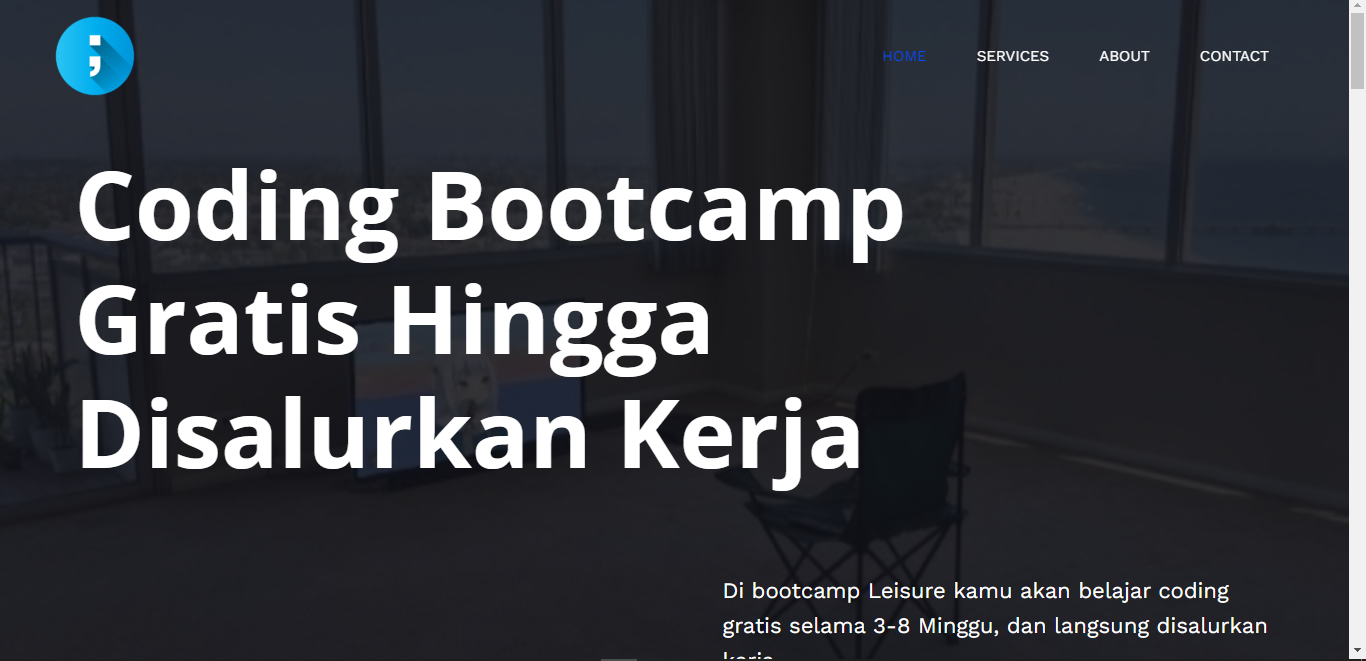 ;
HOME SERVICES ABOUT CONTACT
Coding Bootcamp
Gratis Hingga
Disalurkan Kerja
Di bootcamp Leisure kamu akan belajar coding
gratis selama 3-8 Minggu, dan langsung disalurkan
kerja